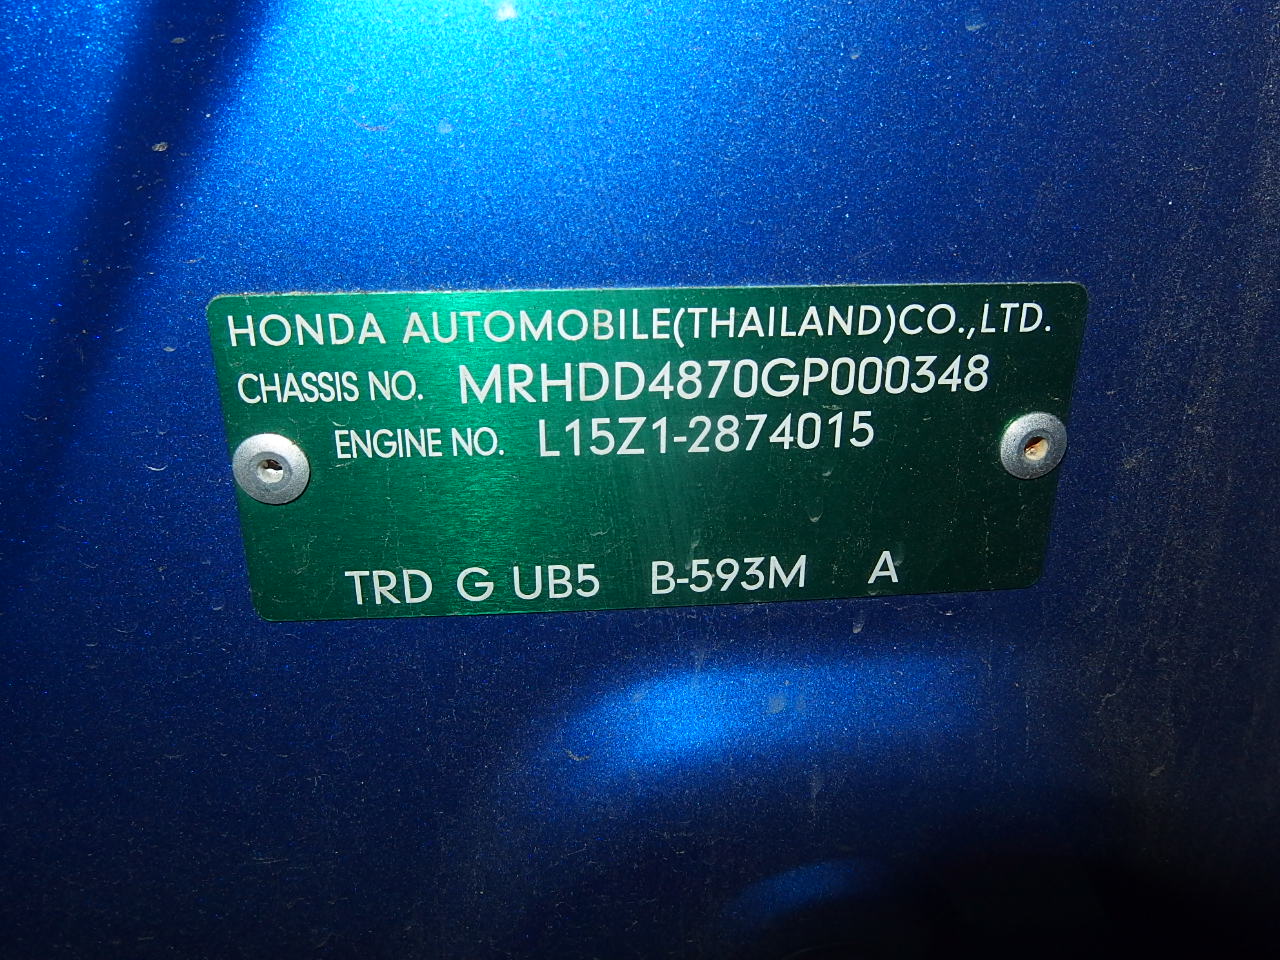 HONDA AUTOMOBILE(THAILAND)CO.,LTD.
CHASSIS NO. MRHDD4870GP000348
ENGINE NO. L15Z1-2874015
TRD G UB5 B-593M A